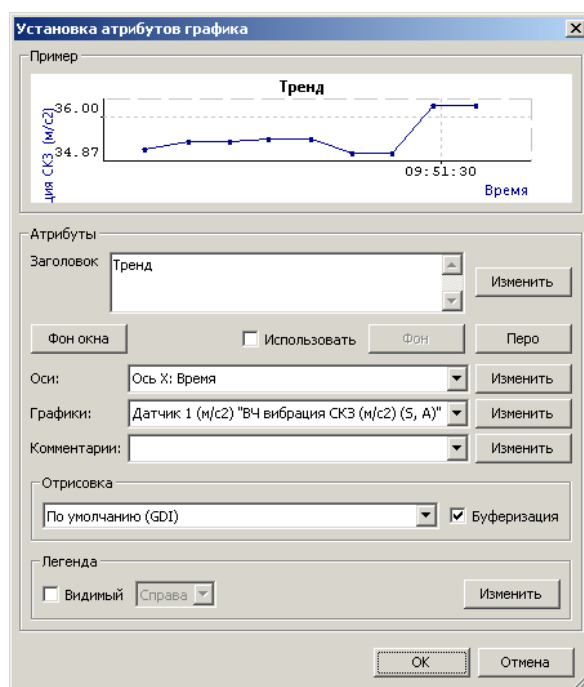 Установка атрибутов графика
Пример
Тренд
36.00
34.87
ция СКЗ (м/с2)
09:51:30
Время
Атрибуты
Заголовок Тренд Изменить
Фон окна Использовать Фон Перо
Оси: Ось X: Время Изменить
Графики: Датчик 1 (м/с2) "ВЧ вибрация СКЗ (м/с2) (S, A)" Изменить
Комментарии: Изменить
Отрисовка
По умолчанию (GDI) Буферизация
Легенда
Видимый Справа Изменить
OK Отмена